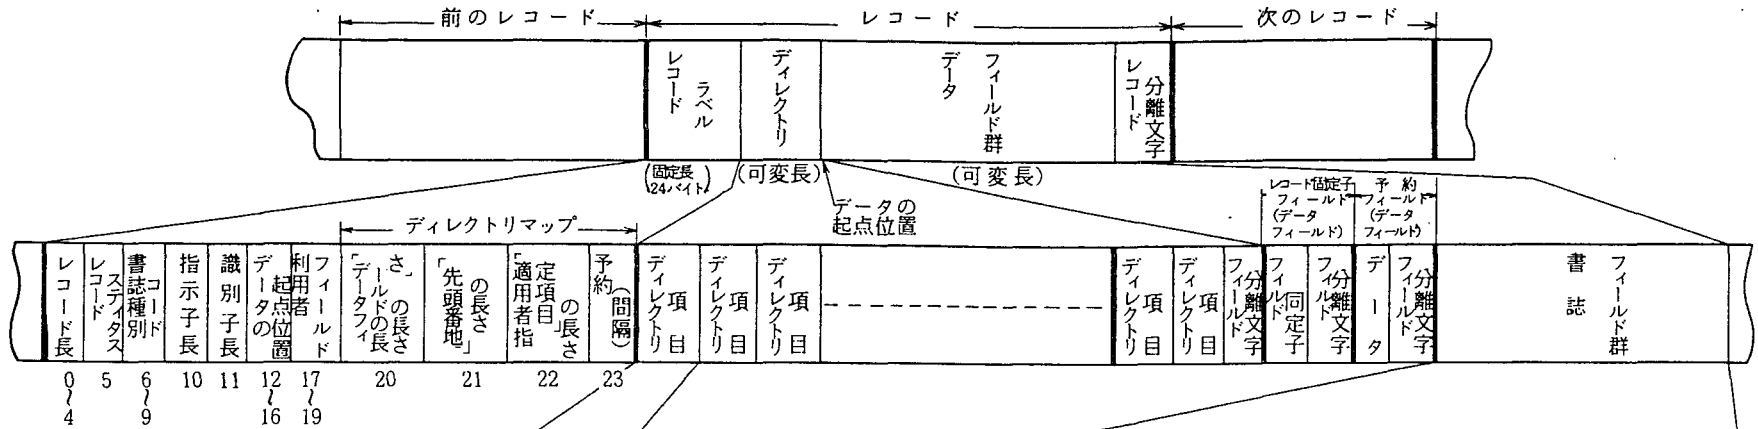 前のレコード
レコード
次のレコード
レコード
ラベル
ディレクトリ
データ
フィールド群
レコード
分離文字
(固定長
24バイト)
(可変長)
(可変長)
データの
起点位置
レコード固定子
フィールド
(データ
フィールド)
予約
フィールド
(データ
フィールド)
ディレクトリマップ
レコード長
レコード
スティタス
書誌種別
コード
指示子長
識別子長
データの
起点位置
利用者
フィールド
「データフィ
ールドの長
さ」の長さ
「先頭番地」
の長さ
「適用者指
定項目」
の長さ
予約(間隔)
ディレクトリ
項目
ディレクトリ
項目
ディレクトリ
項目
ディレクトリ
項目
ディレクトリ
項目
フィールド
分離文字
フィールド
同定子
フィールド
分離文字
データ
フィールド
分離文字
書誌
フィールド群
0〜4
5
6〜9
10
11
12〜16
17〜19
20
21
22
23